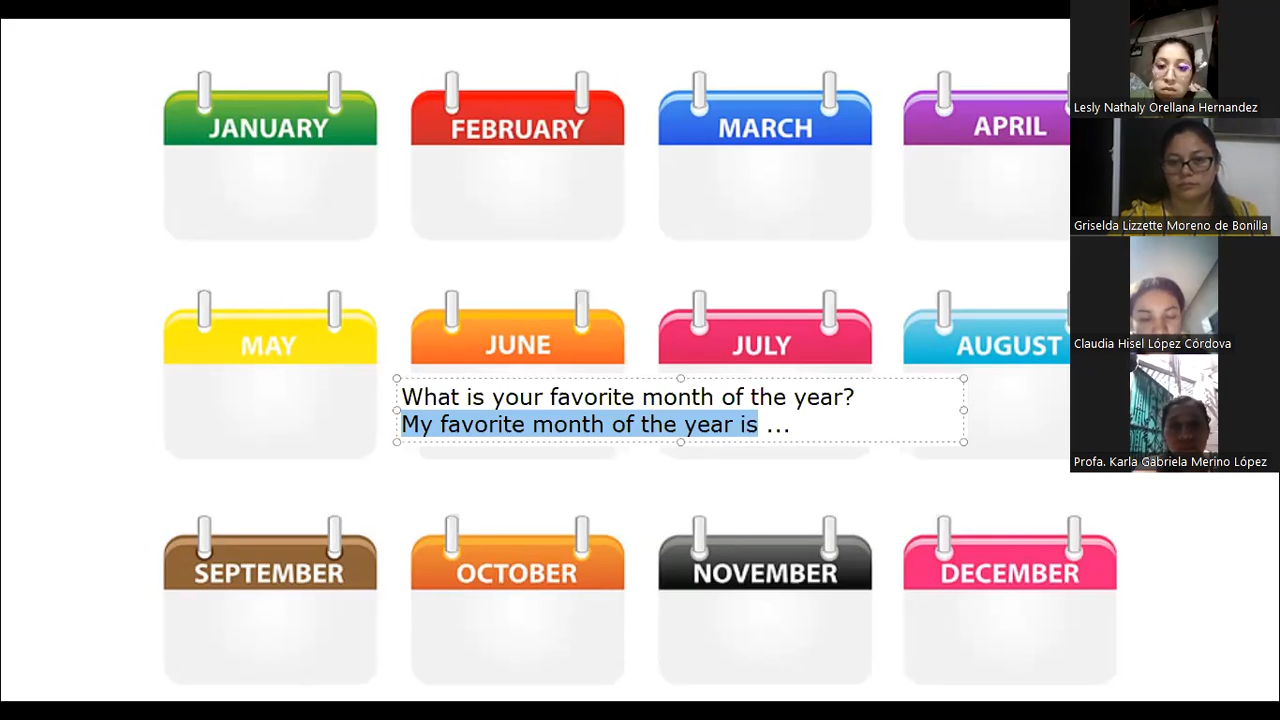 JANUARY
FEBRUARY
MARCH
APRIL
MAY
JUNE
JULY
AUGUST
What is your favorite month of the year?
My favorite month of the year is ...
SEPTEMBER
OCTOBER
NOVEMBER
DECEMBER
Lesly Nathaly Orellana Hernandez
Griselda Lizzette Moreno de Bonilla
Claudia Hisel López Córdova
Profa. Karla Gabriela Merino López